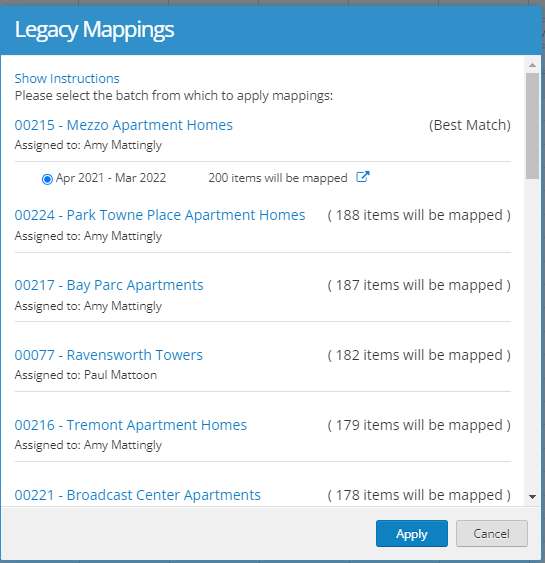 Legacy Mappings
Show Instructions
Please select the batch from which to apply mappings:
00215 - Mezzo Apartment Homes (Best Match)
Assigned to: Amy Mattingly
Apr 2021 - Mar 2022 200 items will be mapped
00224 - Park Towne Place Apartment Homes ( 188 items will be mapped )
Assigned to: Amy Mattingly
00217 - Bay Parc Apartments ( 187 items will be mapped )
Assigned to: Amy Mattingly
00077 - Ravensworth Towers ( 182 items will be mapped )
Assigned to: Paul Mattoon
00216 - Tremont Apartment Homes ( 179 items will be mapped )
Assigned to: Amy Mattingly
00221 - Broadcast Center Apartments ( 178 items will be mapped )
Apply Cancel